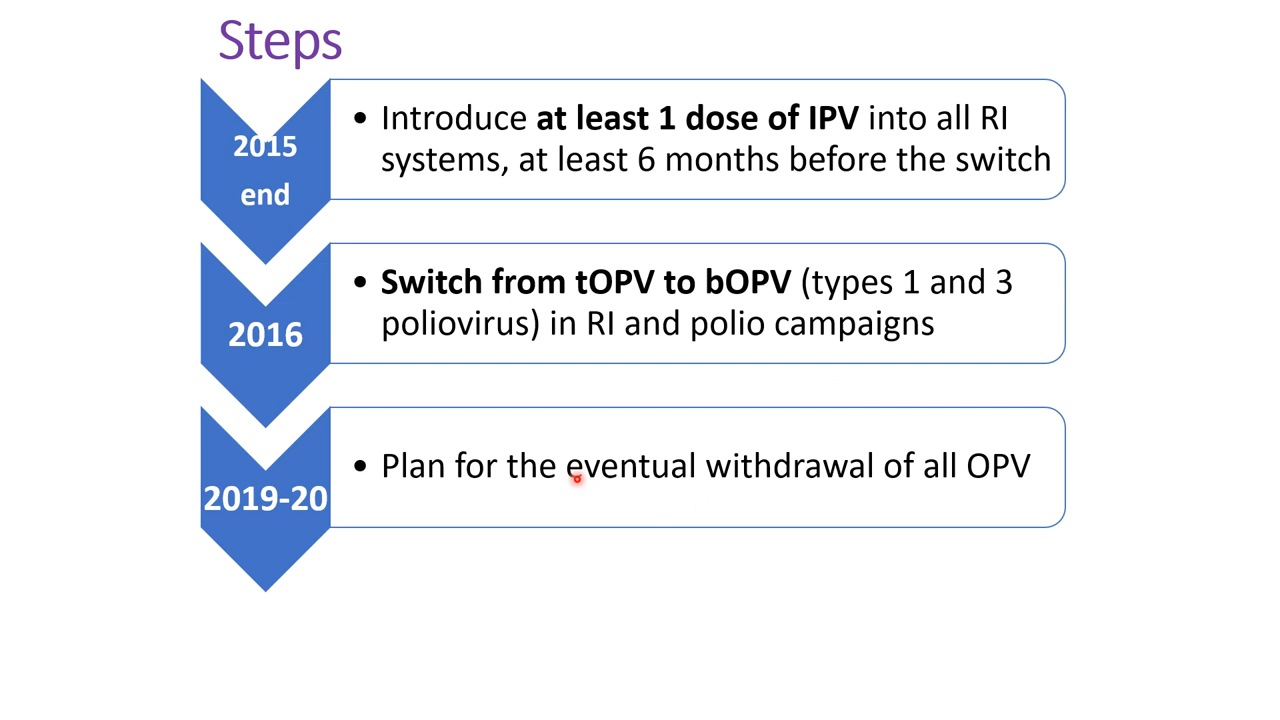 Steps
2015
end
• Introduce at least 1 dose of IPV into all RI
systems, at least 6 months before the switch
2016
• Switch from tOPV to bOPV (types 1 and 3
poliovirus) in RI and polio campaigns
2019-20
• Plan for the eventual withdrawal of all OPV